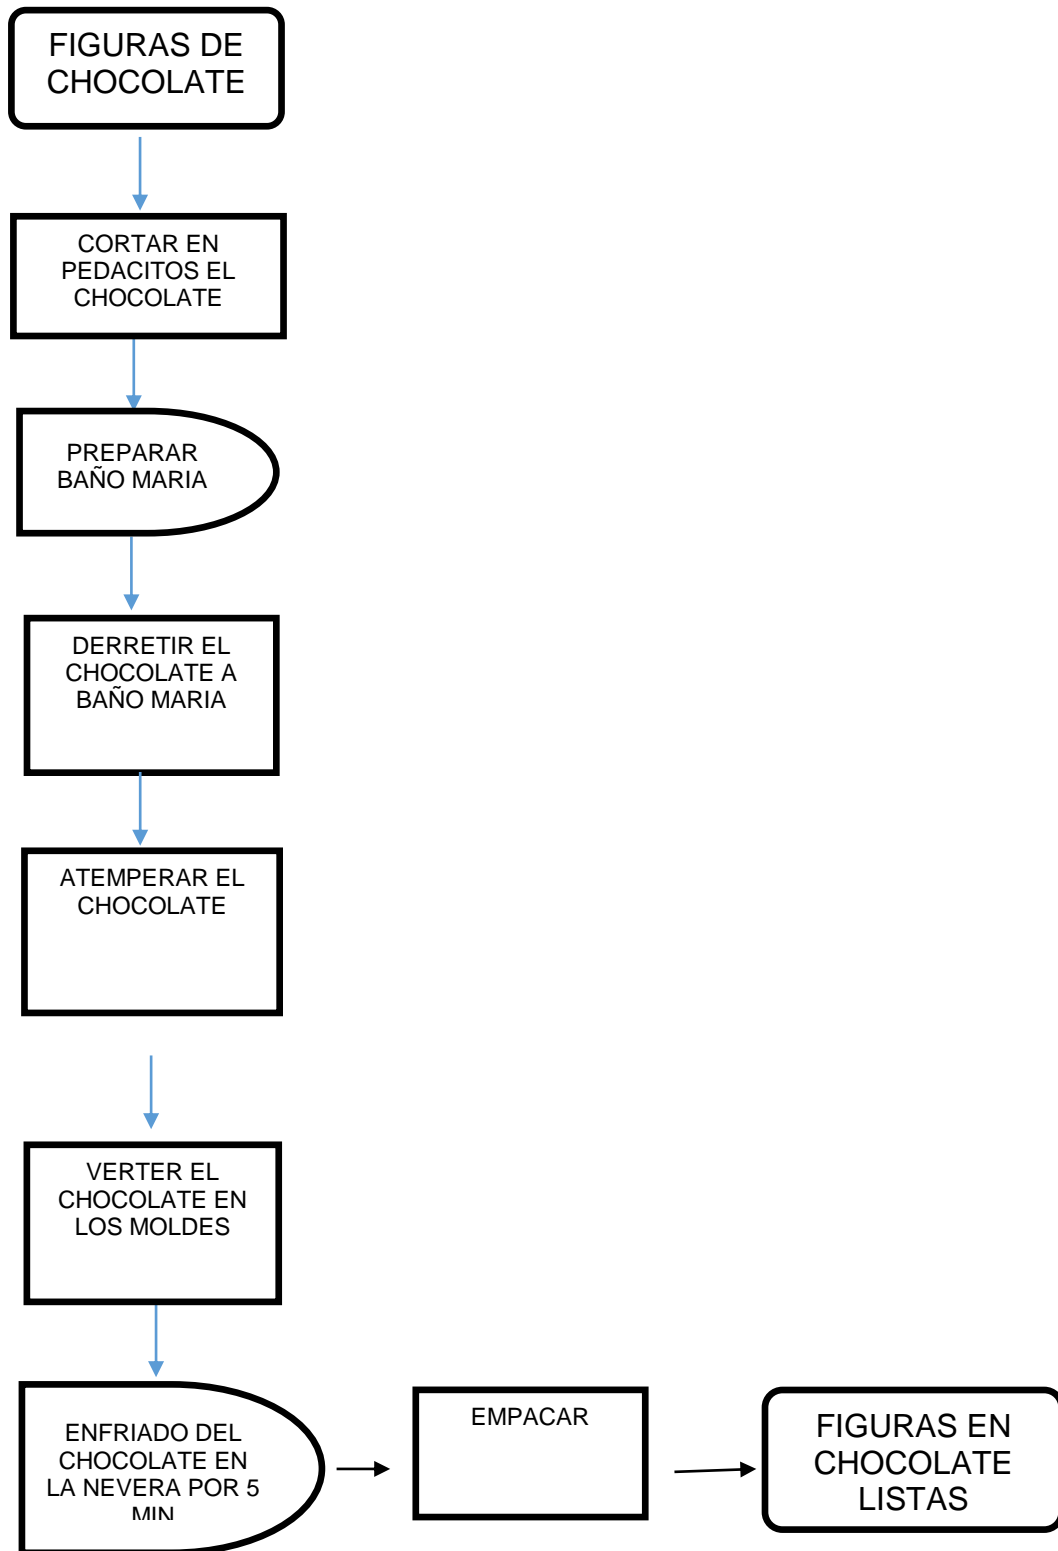 FIGURAS DE
CHOCOLATE
CORTAR EN
PEDACITOS EL
CHOCOLATE
PREPARAR
BAÑO MARIA
DERRETIR EL
CHOCOLATE A
BAÑO MARIA
ATEMPERAR EL
CHOCOLATE
VERTER EL
CHOCOLATE EN
LOS MOLDES
ENFRIADO DEL
CHOCOLATE EN
LA NEVERA POR 5
MIN
EMPACAR
FIGURAS EN
CHOCOLATE
LISTAS